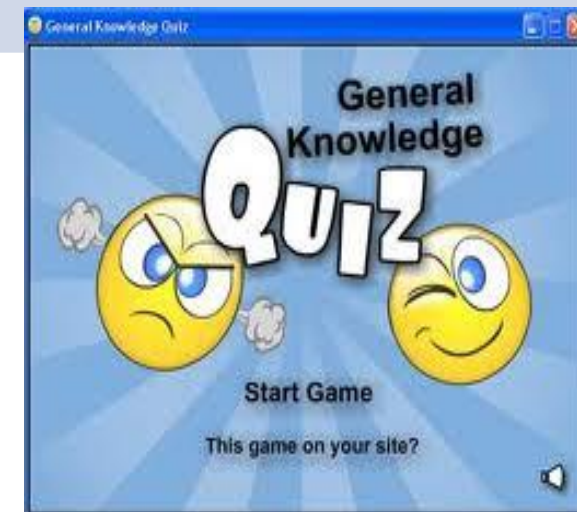 General Knowledge Quiz
General
Knowledge
QUIZ
Start Game
This game on your site?